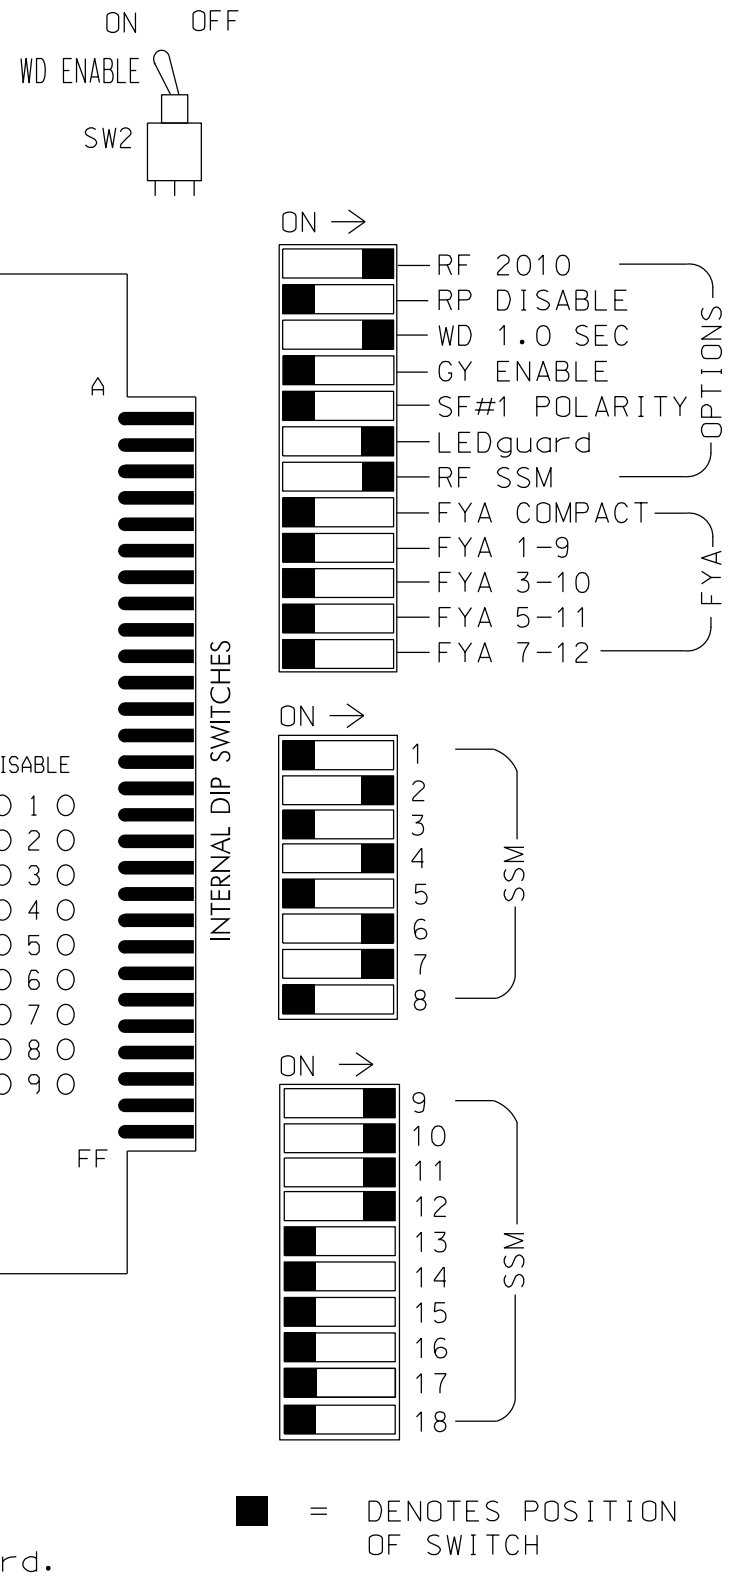 ON OFF
WD ENABLE
SW2
ON →
RF 2010
RP DISABLE
WD 1.0 SEC
GY ENABLE
SF#1 POLARITY
LEDguard
RF SSM
OPTIONS
FYA COMPACT
FYA 1-9
FYA 3-10
FYA 5-11
FYA 7-12
FYA
A
FF
INTERNAL DIP SWITCHES
ISABLE
1
2
3
4
5
6
7
8
9
ON →
1
2
3
4
5
6
7
8
SSM
ON →
9
10
11
12
13
14
15
16
17
18
SSM
= DENOTES POSITION
OF SWITCH
rd.